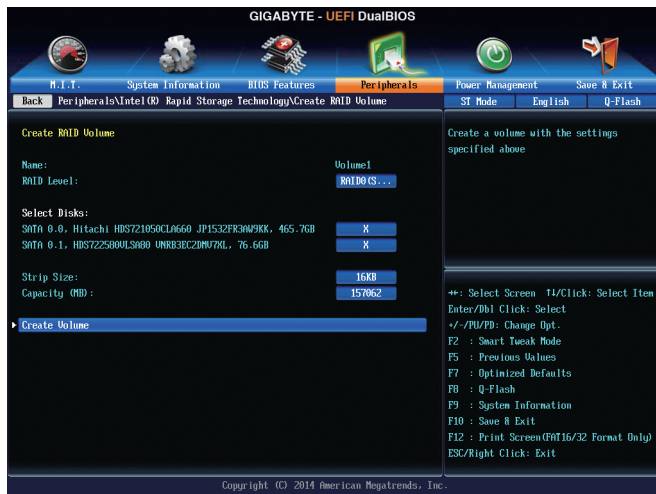 GIGABYTE - UEFI DualBIOS
M.I.T. System Information BIOS Features Peripherals Power Management Save & Exit
Back Peripherals\Intel(R) Rapid Storage Technology\Create RAID Volume ST Mode English Q-Flash
Create RAID Volume
Name: Volume1
RAID Level: RAID0(S...
Select Disks:
SATA 0.0, Hitachi HDS721050CLA660 JP1532FR3AW9KK, 465.7GB X
SATA 0.1, HDS722580VLSA80 VNRB3EC2DMV7XL, 76.6GB X
Strip Size: 16KB
Capacity (MB): 157062
Create Volume
Create a volume with the settings
specified above
↔: Select Screen ↑↓/Click: Select Item
Enter/Dbl Click: Select
+/-/PU/PD: Change Opt.
F2 : Smart Tweak Mode
F5 : Previous Values
F7 : Optimized Defaults
F8 : Q-Flash
F9 : System Information
F10 : Save & Exit
F12 : Print Screen(FAT16/32 Format Only)
ESC/Right Click: Exit
Copyright (C) 2014 American Megatrends, Inc.